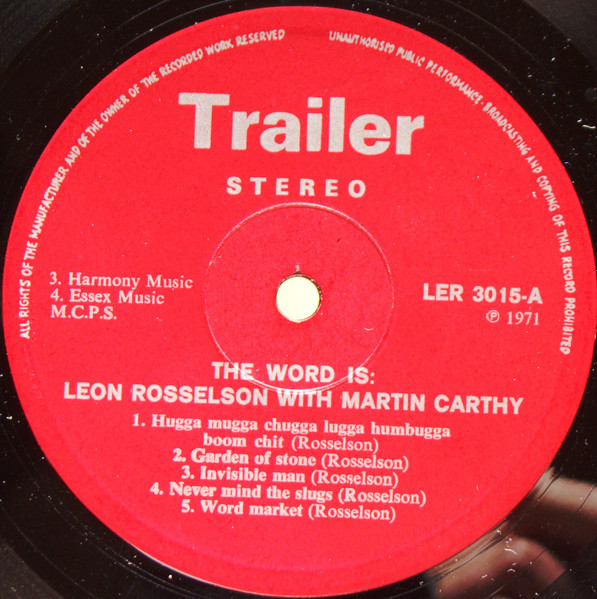 ALL RIGHTS OF THE MANUFACTURER AND OF THE OWNER OF THE RECORDED WORK RESERVED
UNAUTHORISED PUBLIC PERFORMANCE · BROADCASTING AND COPYING OF THIS RECORD PROHIBITED
Trailer
STEREO
3. Harmony Music
4. Essex Music
M.C.P.S.
LER 3015-A
℗ 1971
THE WORD IS:
LEON ROSSELSON WITH MARTIN CARTHY
1. Hugga mugga chugga lugga humbugga
boom chit (Rosselson)
2. Garden of stone (Rosselson)
3. Invisible man (Rosselson)
4. Never mind the slugs (Rosselson)
5. Word market (Rosselson)